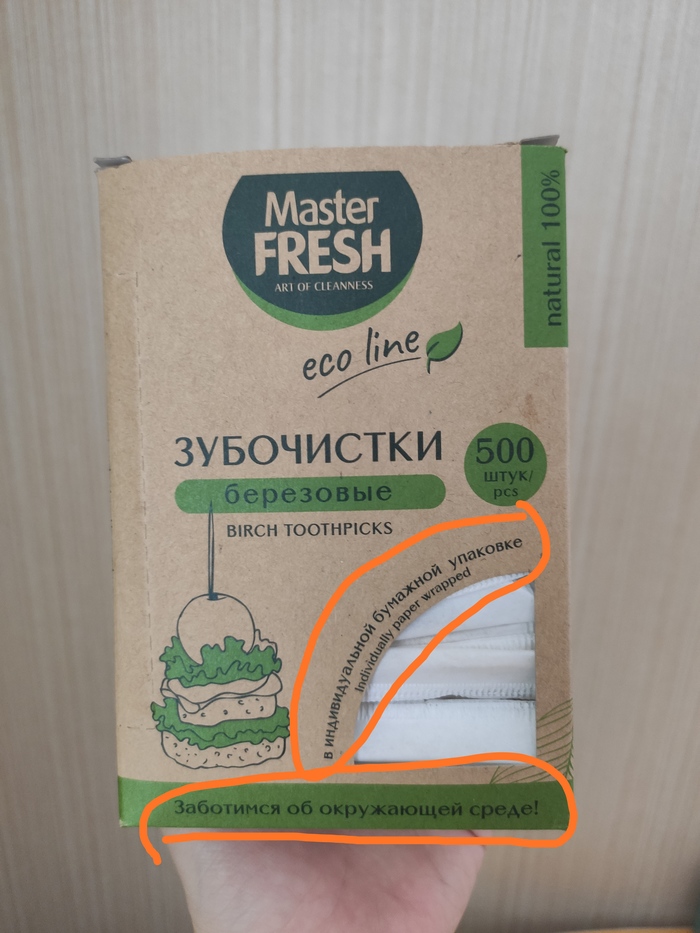 Master
FRESH
ART OF CLEANNESS
natural 100%
eco line
ЗУБОЧИСТКИ
березовые
BIRCH TOOTHPICKS
500
штук/
pcs
в индивидуальной бумажной упаковке
Individually paper wrapped
Заботимся об окружающей среде!